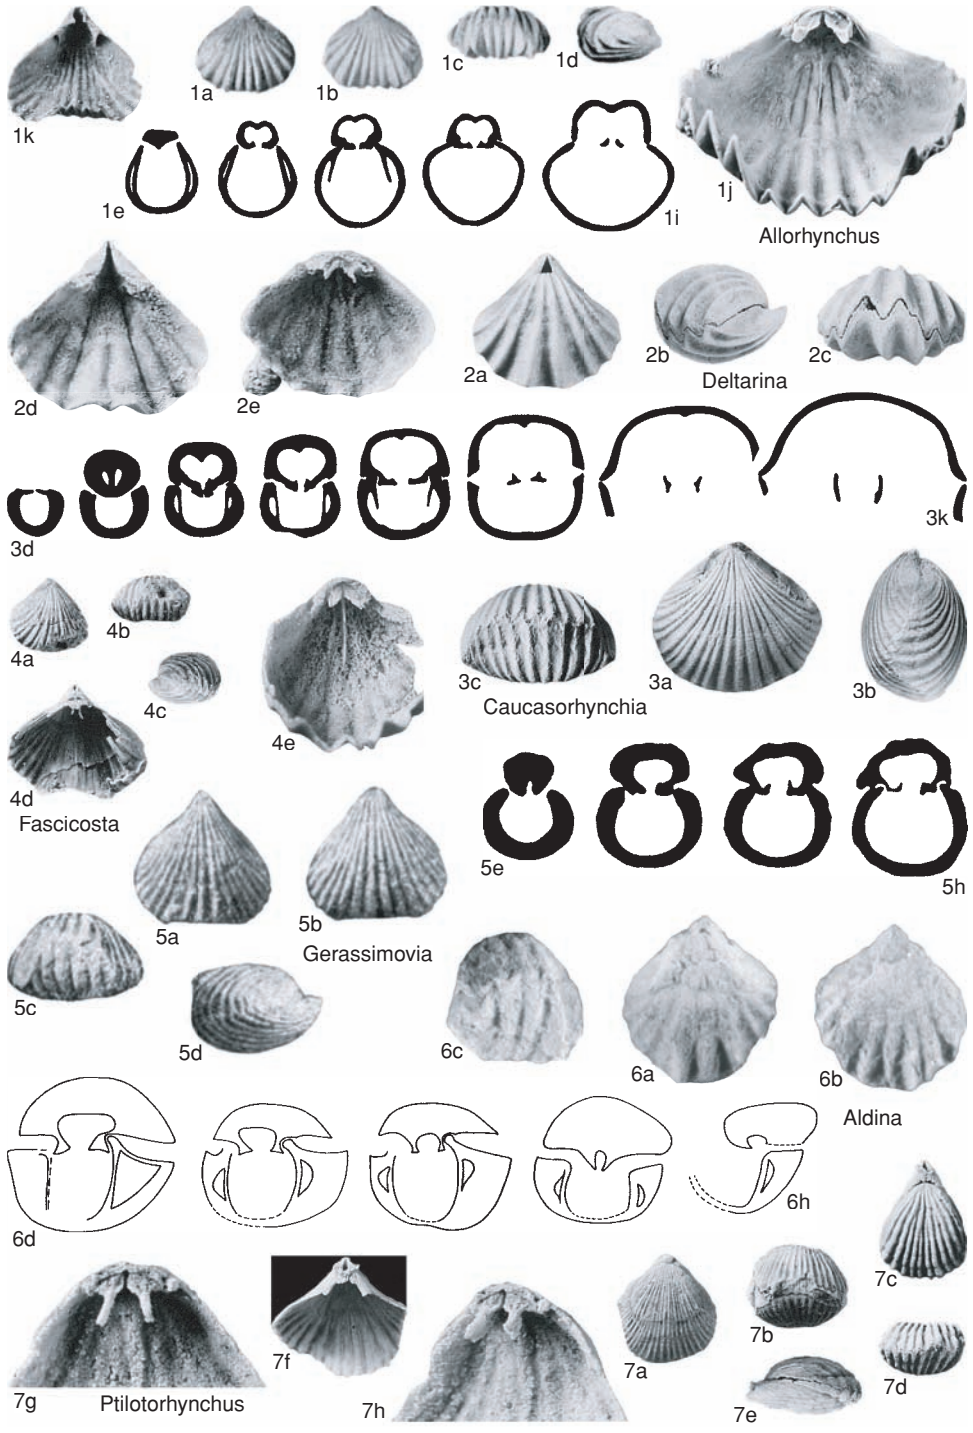 1k
1a
1b
1c
1d
1e
1i
1j
Allorhynchus
2d
2e
2a
2b
2c
Deltarina
3d
3k
4a
4b
4c
4d
4e
Fascicosta
3c
3a
3b
Caucasorhynchia
5e
5h
5a
5b
Gerassimovia
5c
5d
6c
6a
6b
Aldina
6d
6h
7c
7g
Ptilotorhynchus
7f
7h
7a
7b
7d
7e